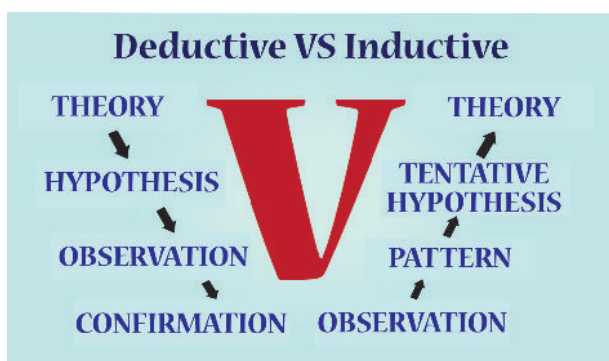 Deductive VS Inductive
THEORY
HYPOTHESIS
OBSERVATION
CONFIRMATION
V
THEORY
TENTATIVE
HYPOTHESIS
PATTERN
OBSERVATION